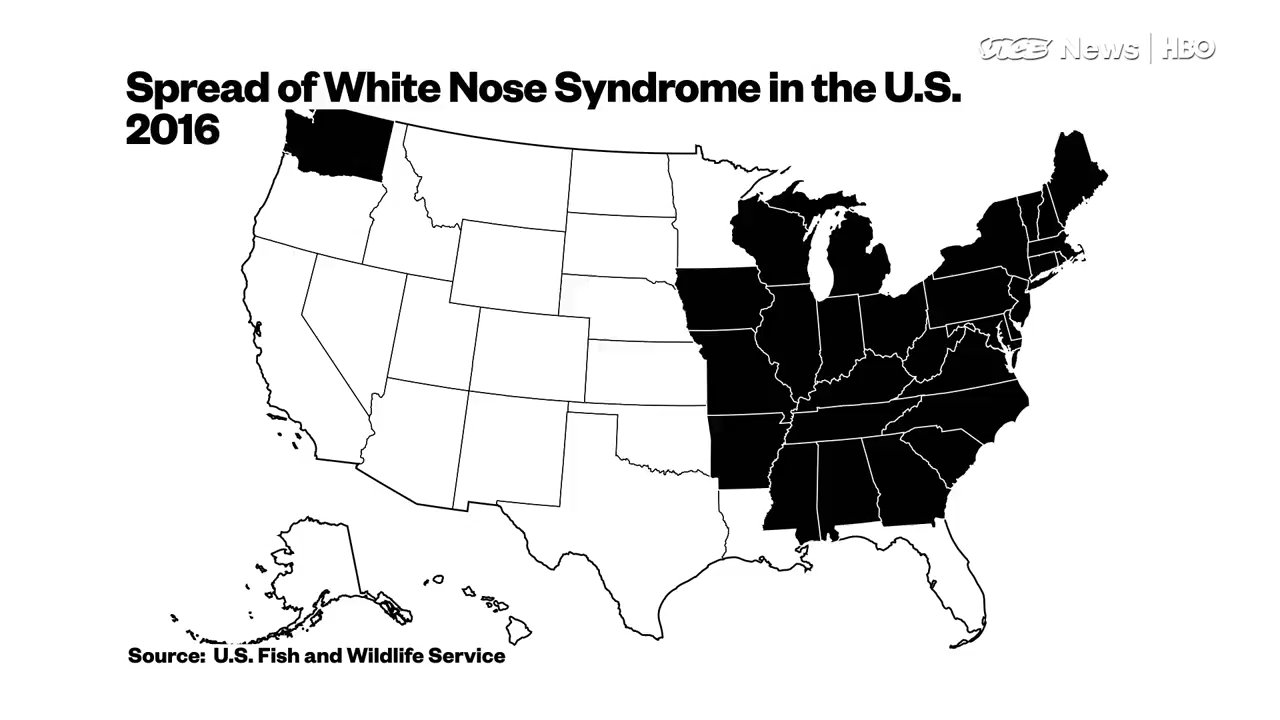 VICE News | HBO
Spread of White Nose Syndrome in the U.S.
2016
Source: U.S. Fish and Wildlife Service